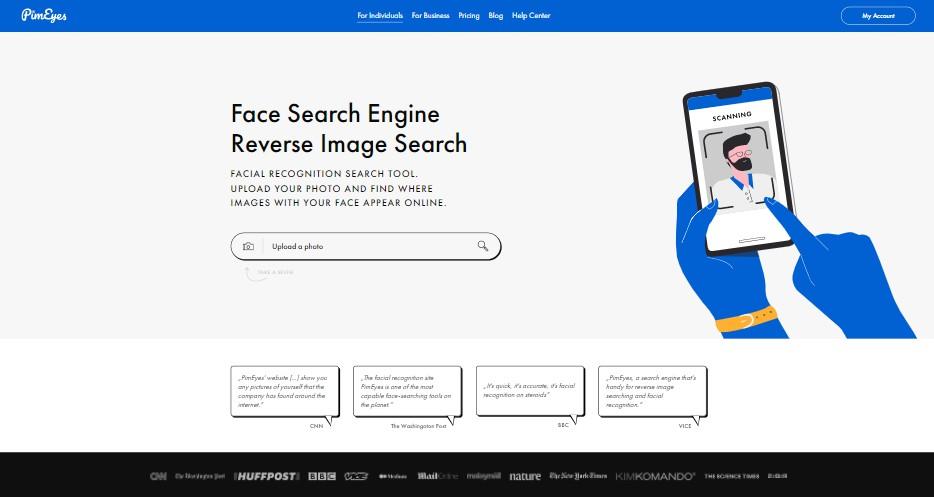 PimEyes
For Individuals For Business Pricing Blog Help Center
My Account
Face Search Engine
Reverse Image Search
FACIAL RECOGNITION SEARCH TOOL.
UPLOAD YOUR PHOTO AND FIND WHERE
IMAGES WITH YOUR FACE APPEAR ONLINE.
Upload a photo
TAKE A SELFIE
SCANNING
„PimEyes' website [...] show you
any pictures of yourself that the
company has found around the
internet."
CNN
„The facial recognition site
PimEyes is one of the most
capable face-searching tools on
the planet."
The Washington Post
„It's quick, it's accurate, it's facial
recognition on steroids"
BBC
„PimEyes, a search engine that's
handy for reverse image
searching and facial
recognition."
VICE
CNN The Washington Post HUFFPOST BBC VICE Medium MailOnline nature The New York Times KIMKOMANDO THE SCIENCE TIMES